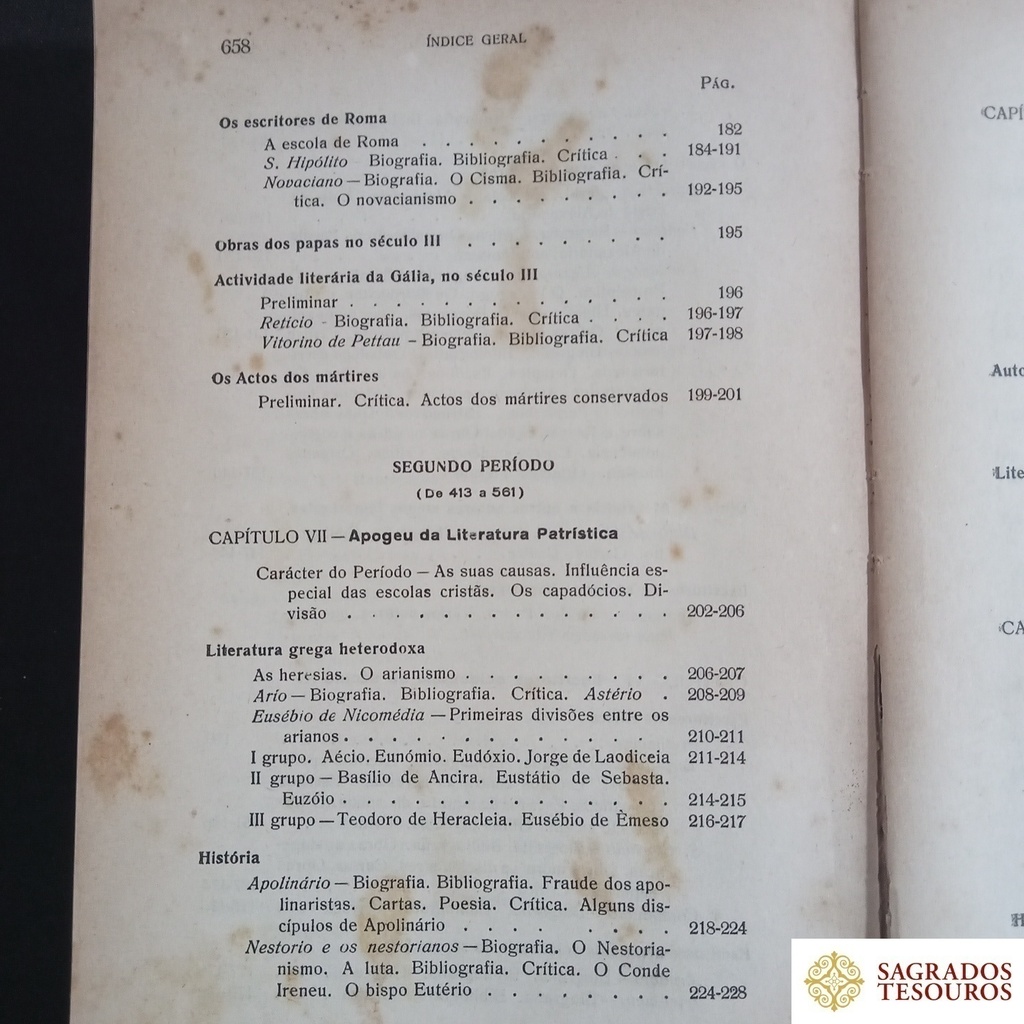 658
ÍNDICE GERAL
PÁG.
Os escritores de Roma
A escola de Roma . . . . . . . . . . 182
S. Hipólito Biografia. Bibliografia. Crítica . . . 184-191
Novaciano — Biografia. O Cisma. Bibliografia. Crí-
tica. O novacianismo . . . . . . . . . 192-195
Obras dos papas no século III . . . . . . . . . 195
Actividade literária da Gália, no século III
Preliminar . . . . . . . . . . . . . . 196
Reticio - Biografia. Bibliografia. Crítica . . . . 196-197
Vitorino de Pettau – Biografia. Bibliografia. Crítica 197-198
Os Actos dos mártires
Preliminar. Crítica. Actos dos mártires conservados 199-201
SEGUNDO PERÍODO
(De 413 a 561)
CAPÍTULO VII — Apogeu da Literatura Patrística
Carácter do Período — As suas causas. Influência es-
pecial das escolas cristãs. Os capadócios. Di-
visão . . . . . . . . . . . . . . 202-206
Literatura grega heterodoxa
As heresias. O arianismo . . . . . . . . . 206-207
Ario — Biografia. Bibliografia. Crítica. Astério . 208-209
Eusébio de Nicomédia — Primeiras divisões entre os
arianos . . . . . . . . . . . . . 210-211
I grupo. Aécio. Eunómio. Eudóxio. Jorge de Laodiceia 211-214
II grupo — Basílio de Ancira. Eustátio de Sebasta.
Euzóio . . . . . . . . . . . . . . 214-215
III grupo — Teodoro de Heracleia. Eusébio de Èmeso 216-217
História
Apolinário — Biografia. Bibliografia. Fraude dos apo-
linaristas. Cartas. Poesia. Crítica. Alguns dis-
cípulos de Apolinário . . . . . . . . 218-224
Nestorio e os nestorianos — Biografia. O Nestoria-
nismo. A luta. Bibliografia. Crítica. O Conde
Ireneu. O bispo Eutério . . . . . . . . 224-228
CAPÍ
Auto
Lite
CA
H
SAGRADOS
TESOUROS